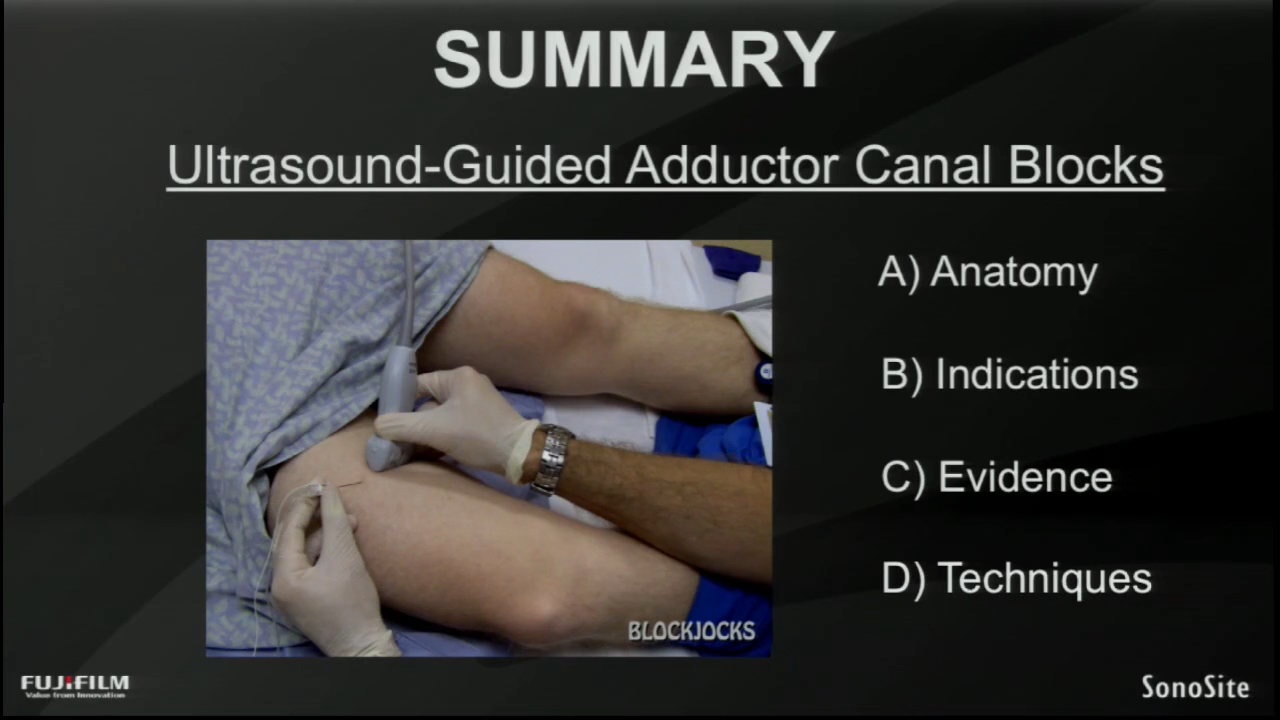 SUMMARY
Ultrasound-Guided Adductor Canal Blocks
A) Anatomy
B) Indications
C) Evidence
D) Techniques
BLOCKJOCKS
FUJIFILM
Value from Innovation
SonoSite